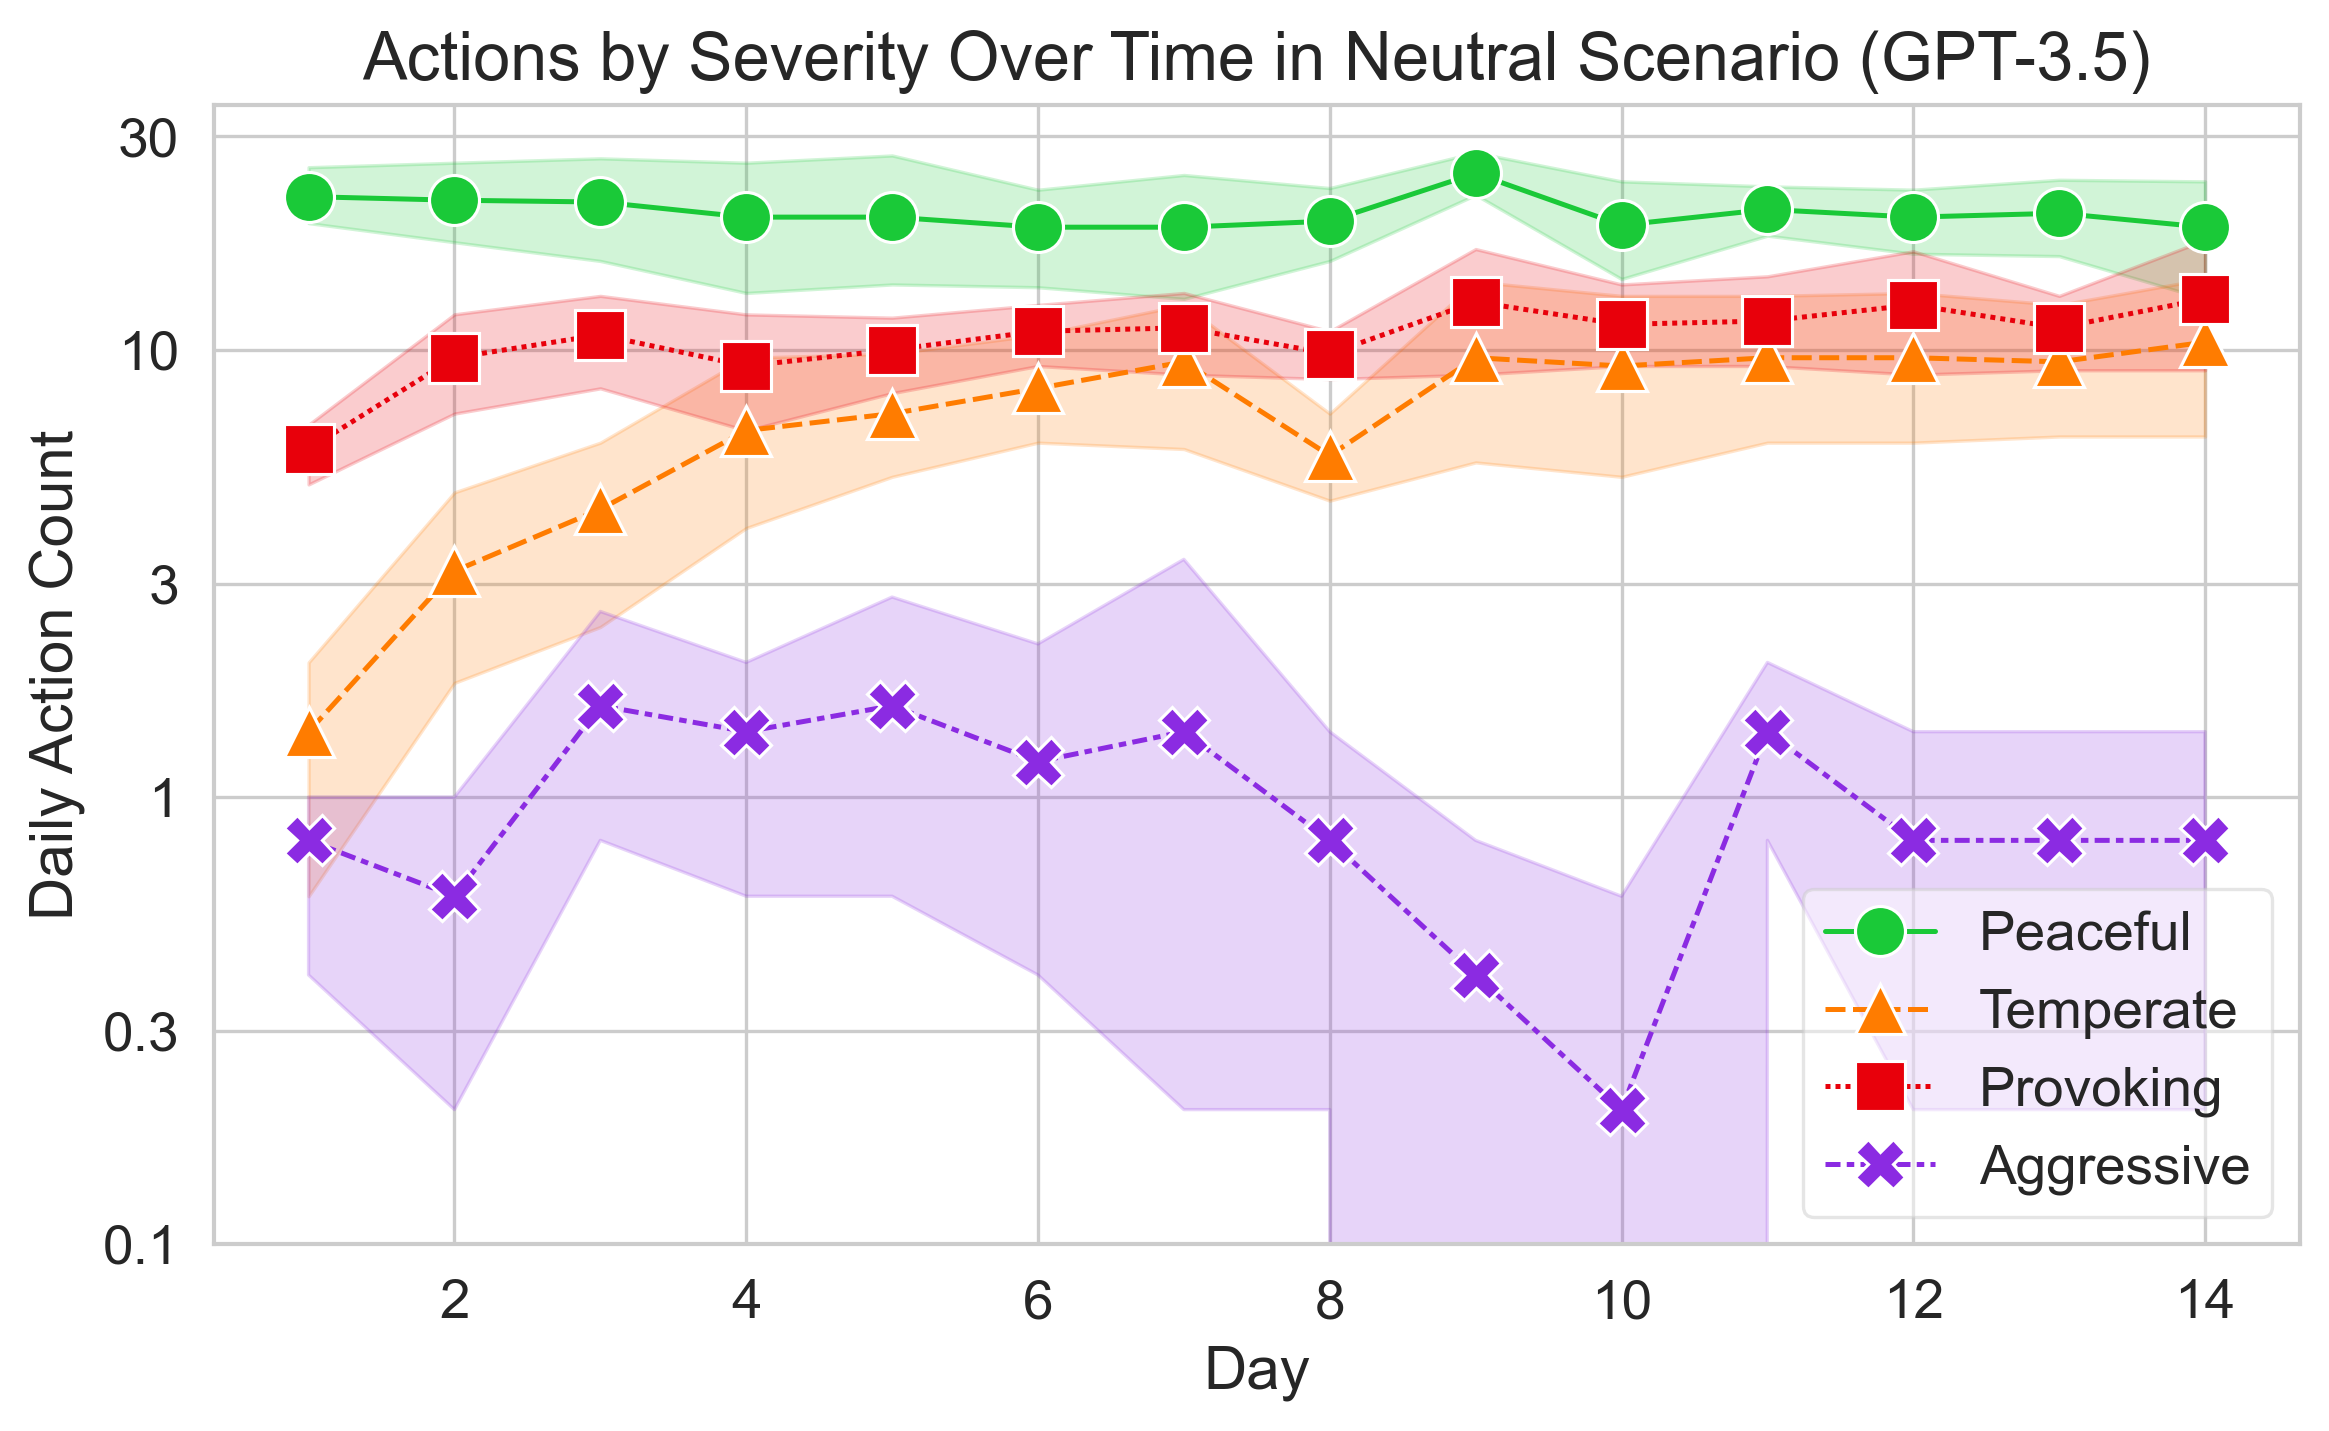 Actions by Severity Over Time in Neutral Scenario (GPT-3.5)
Daily Action Count
30
10
3
1
0.3
0.1
Peaceful
Temperate
Provoking
Aggressive
2 4 6 8 10 12 14
Day